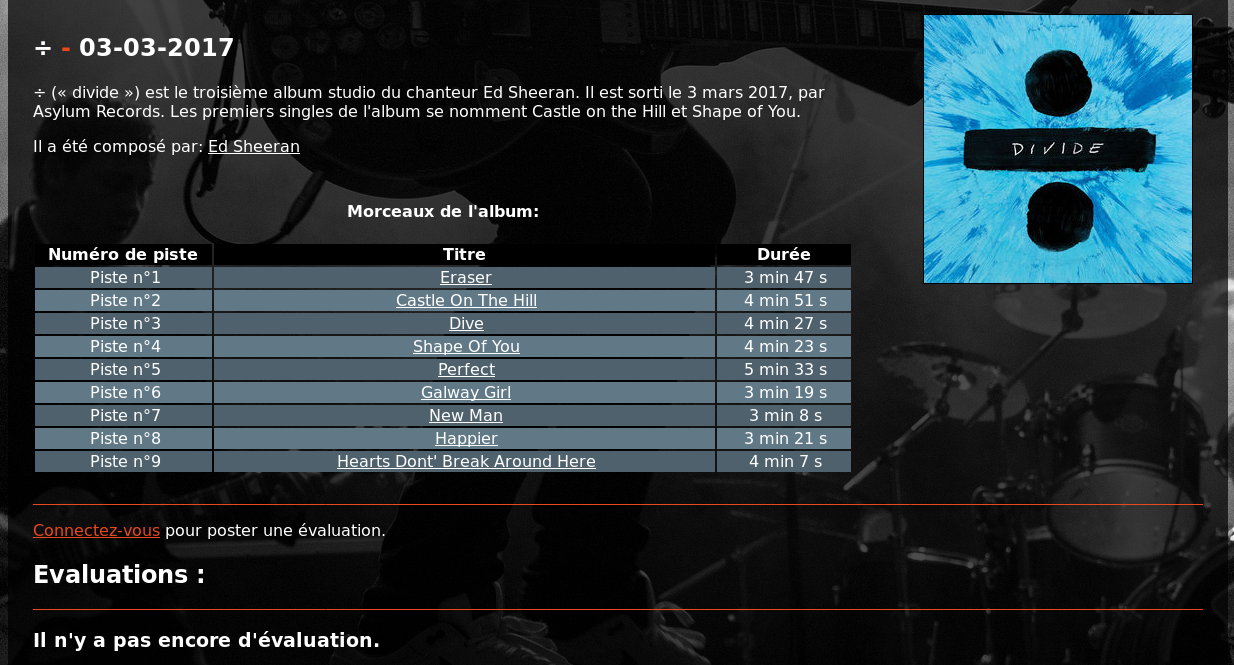 ÷ - 03-03-2017
÷ (« divide ») est le troisième album studio du chanteur Ed Sheeran. Il est sorti le 3 mars 2017, par
Asylum Records. Les premiers singles de l'album se nomment Castle on the Hill et Shape of You.
Il a été composé par: Ed Sheeran
DIVIDE
Morceaux de l'album:
Numéro de piste Titre Durée
Piste n°1 Eraser 3 min 47 s
Piste n°2 Castle On The Hill 4 min 51 s
Piste n°3 Dive 4 min 27 s
Piste n°4 Shape Of You 4 min 23 s
Piste n°5 Perfect 5 min 33 s
Piste n°6 Galway Girl 3 min 19 s
Piste n°7 New Man 3 min 8 s
Piste n°8 Happier 3 min 21 s
Piste n°9 Hearts Dont' Break Around Here 4 min 7 s
Connectez-vous pour poster une évaluation.
Evaluations :
Il n'y a pas encore d'évaluation.